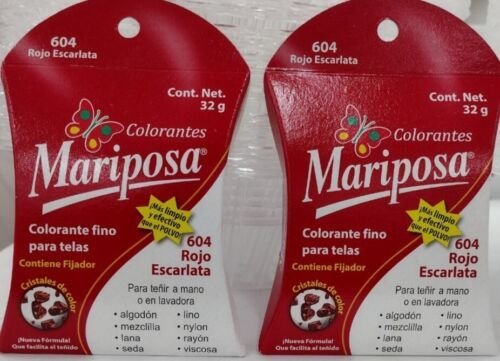 604
Rojo Escarlata
Cont. Net.
32 g
Colorantes
Mariposa®
¡Más limpio
y efectivo
que el POLVO!
Colorante fino
para telas
Contiene Fijador
604
Rojo
Escarlata
Cristales de color
Para teñir a mano
o en lavadora
• algodón • lino
• mezclilla • nylon
• lana • rayón
• seda • viscosa
¡Nueva Fórmula!
Que facilita el teñido
604
Rojo Escarlata
Cont. Net.
32 g
Colorantes
Mariposa®
¡Más limpio
y efectivo
que el POLVO!
Colorante fino
para telas
Contiene Fijador
604
Rojo
Escarlata
Cristales de color
Para teñir a mano
o en lavadora
• algodón • lino
• mezclilla • nylon
• lana • rayón
• seda • viscosa
¡Nueva Fórmula!
Que facilita el teñido